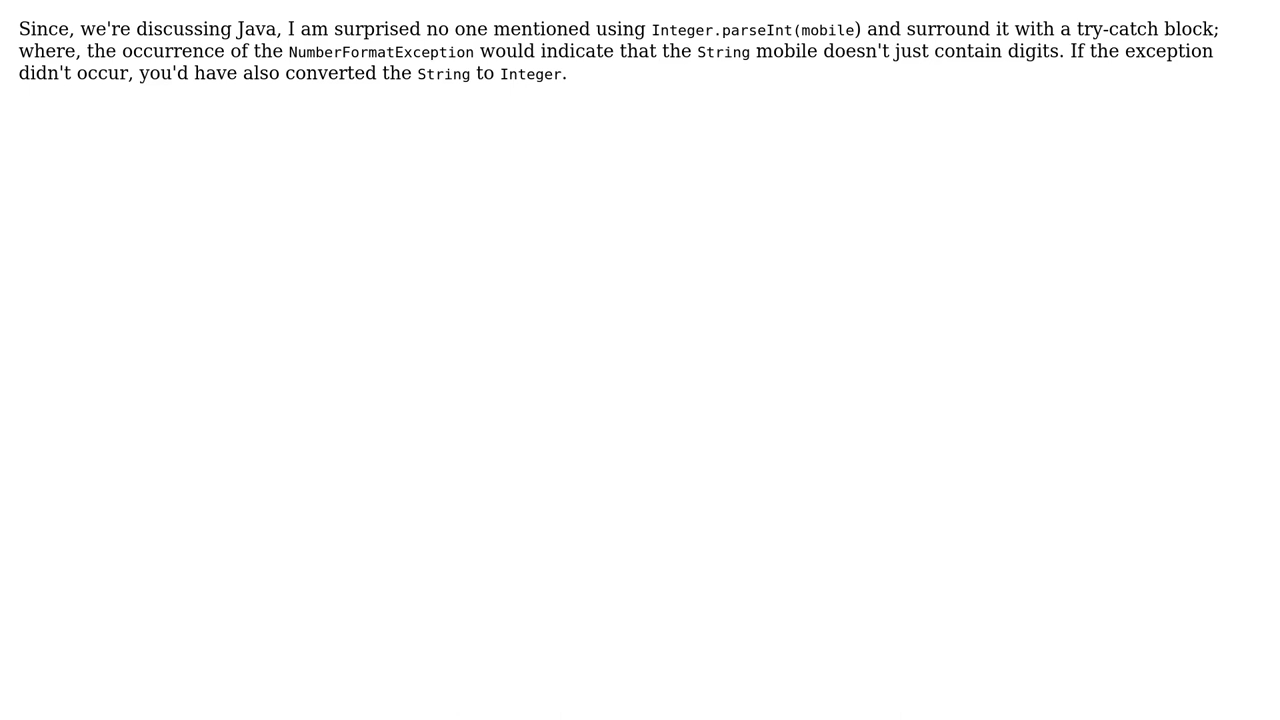 Since, we're discussing Java, I am surprised no one mentioned using Integer.parseInt(mobile) and surround it with a try-catch block;
where, the occurrence of the NumberFormatException would indicate that the String mobile doesn't just contain digits. If the exception
didn't occur, you'd have also converted the String to Integer.